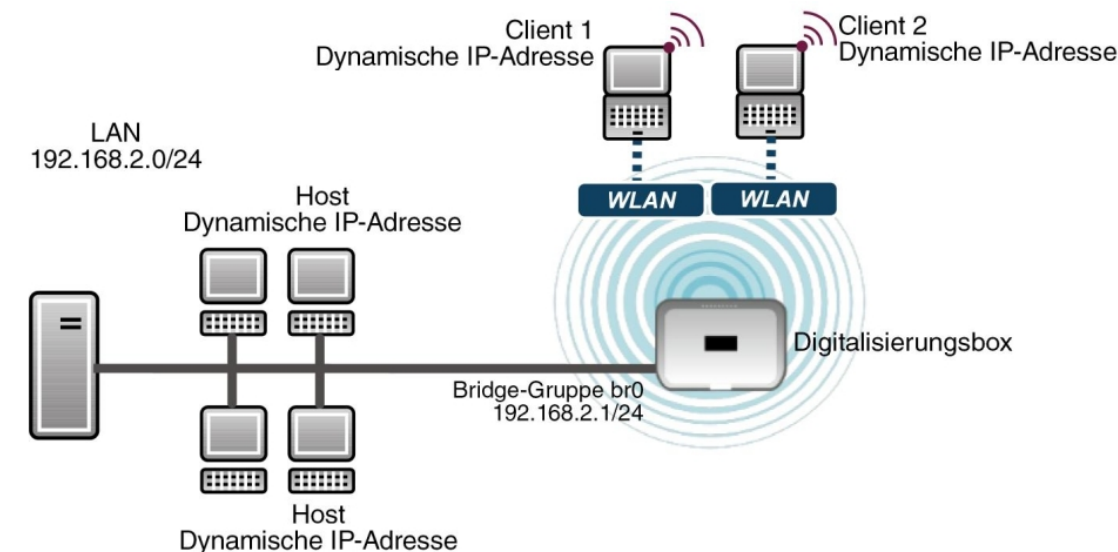 Client 1
Dynamische IP-Adresse
Client 2
Dynamische IP-Adresse
LAN
192.168.2.0/24
WLAN
WLAN
Host
Dynamische IP-Adresse
Digitalisierungsbox
Bridge-Gruppe br0
192.168.2.1/24
Host
Dynamische IP-Adresse